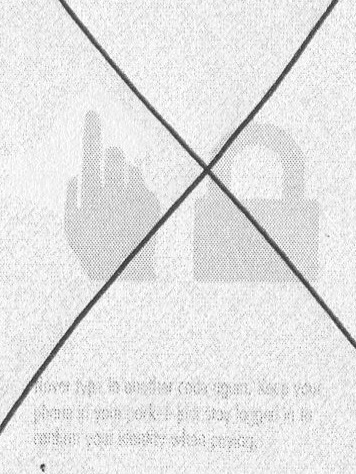 Never type in another code again. Keep your
phone in your pocket and stay logged in to
confirm your identity when paying.